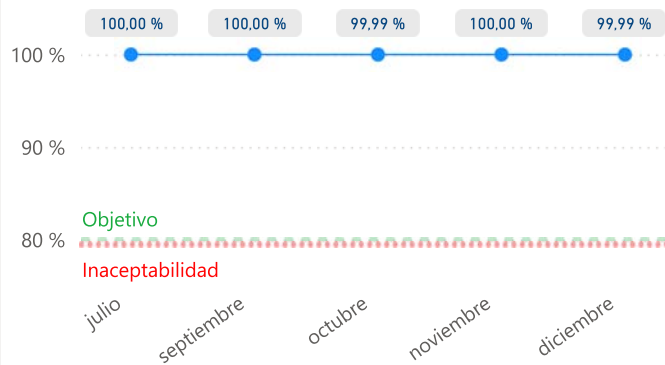 100,00 % 100,00 % 99,99 % 100,00 % 99,99 %
100 %
90 %
Objetivo
80 %
Inaceptabilidad
julio septiembre octubre noviembre diciembre